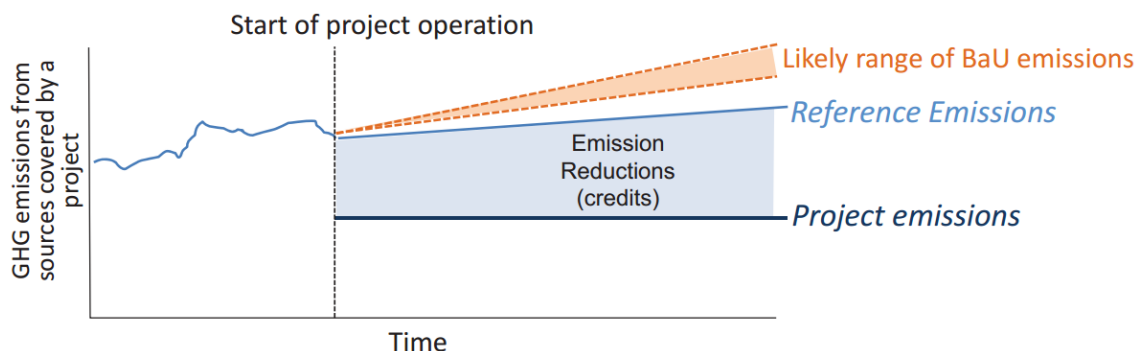 Start of project operation
GHG emissions from
sources covered by a
project
Likely range of BaU emissions
Reference Emissions
Emission
Reductions
(credits)
Project emissions
Time